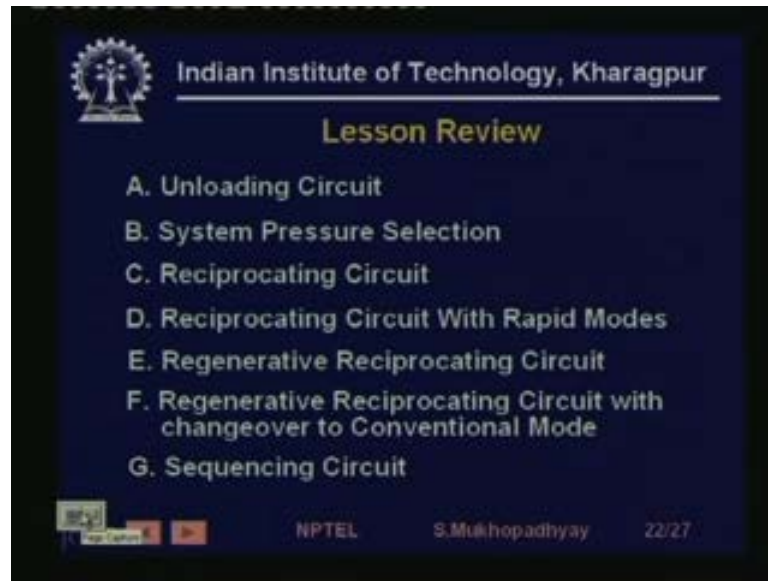 Indian Institute of Technology, Kharagpur
Lesson Review
A. Unloading Circuit
B. System Pressure Selection
C. Reciprocating Circuit
D. Reciprocating Circuit With Rapid Modes
E. Regenerative Reciprocating Circuit
F. Regenerative Reciprocating Circuit with
changeover to Conventional Mode
G. Sequencing Circuit
NPTEL S.Mukhopadhyay 22/27